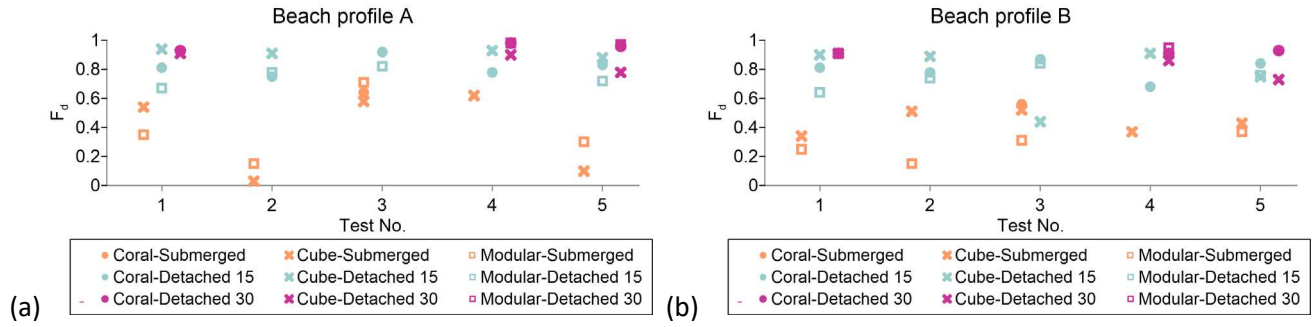 Beach profile A
F_d
1
0.8
0.6
0.4
0.2
0
1 2 3 4 5
Test No.
Coral-Submerged Cube-Submerged Modular-Submerged
Coral-Detached 15 Cube-Detached 15 Modular-Detached 15
Coral-Detached 30 Cube-Detached 30 Modular-Detached 30
(a)
Beach profile B
F_d
1
0.8
0.6
0.4
0.2
0
1 2 3 4 5
Test No.
Coral-Submerged Cube-Submerged Modular-Submerged
Coral-Detached 15 Cube-Detached 15 Modular-Detached 15
Coral-Detached 30 Cube-Detached 30 Modular-Detached 30
(b)